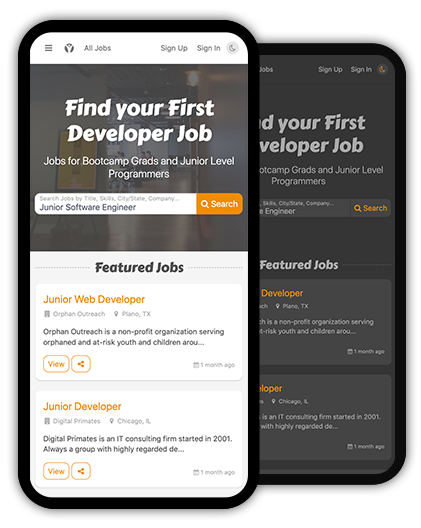 All Jobs
Sign Up
Sign In
Find your First
Developer Job
Jobs for Bootcamp Grads and Junior Level
Programmers
Search Jobs by Title, Skills, City/State, Company...
Junior Software Engineer
Search
Featured Jobs
Junior Web Developer
Orphan Outreach
Plano, TX
Orphan Outreach is a non-profit organization serving
orphaned and at-risk youth and children arou...
View
1 month ago
Junior Developer
Digital Primates
Chicago, IL
Digital Primates is an IT consulting firm started in 2001.
Always a group with highly regarded de...
View
1 month ago
Jobs
Sign Up
Sign In
nd your First
veloper Job
otcamp Grads and Junior Level
Programmers
Skills, City/State, Company...
Engineer
Search
eatured Jobs
Developer
Plano, TX
ch is a non-profit organization serving
at-risk youth and children arou...
1 month ago
eloper
Chicago, IL
es is an IT consulting firm started in 2001.
with highly regarded de...
1 month ago